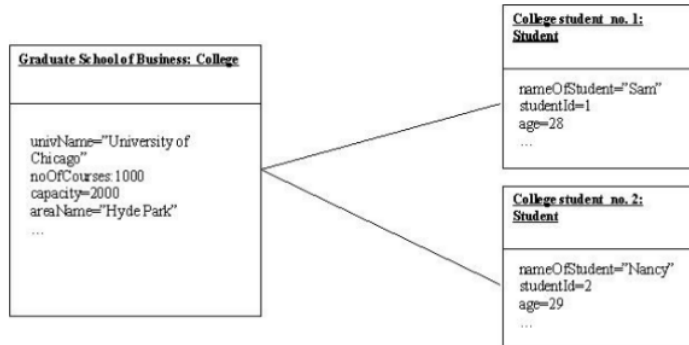 Graduate School of Business: College
univName="University of
Chicago"
noOfCourses:1000
capacity=2000
areaName="Hyde Park"
...
College student no. 1:
Student
nameOfStudent="Sam"
studentId=1
age=28
...
College student no. 2:
Student
nameOfStudent="Nancy"
studentId=2
age=29
...